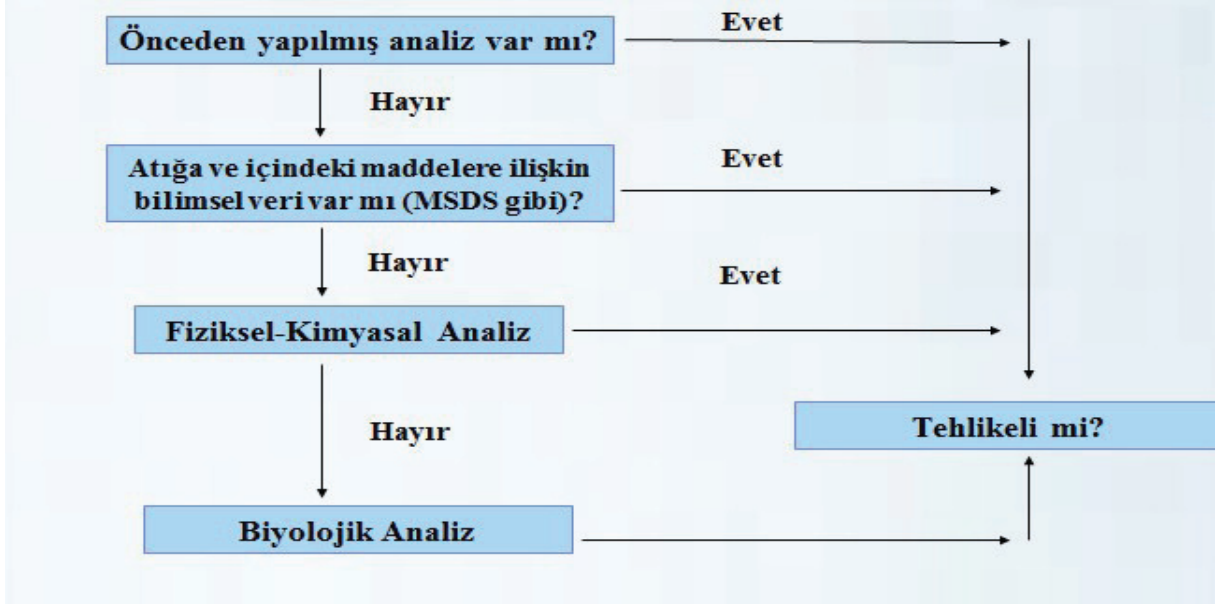 Önceden yapılmış analiz var mı?
Evet
Hayır
Atığa ve içindeki maddelere ilişkin
bilimsel veri var mı (MSDS gibi)?
Evet
Hayır
Evet
Fiziksel-Kimyasal Analiz
Hayır
Tehlikeli mi?
Biyolojik Analiz